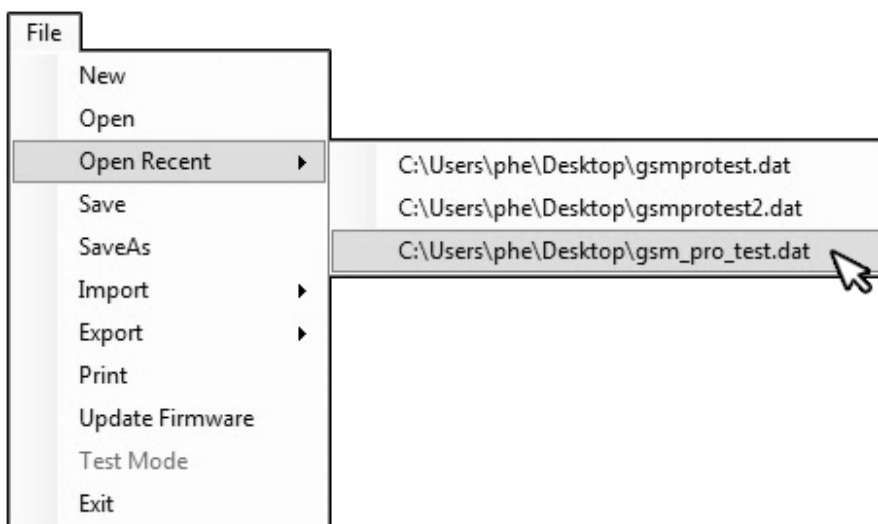 File
New
Open
Open Recent
C:\Users\phe\Desktop\gsmprotest.dat
C:\Users\phe\Desktop\gsmprotest2.dat
C:\Users\phe\Desktop\gsm_pro_test.dat
Save
SaveAs
Import
Export
Print
Update Firmware
Test Mode
Exit